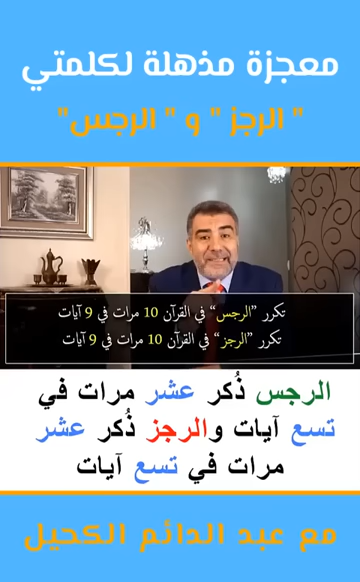 معجزة مذهلة لكلمتي
" الرجز " و " الرجس"
تكرر "الرجس" في القرآن 10 مرات في 9 آيات
تكرر "الرجز" في القرآن 10 مرات في 9 آيات
الرجس ذُكر عشر مرات في
تسع آيات والرجز ذُكر عشر
مرات في تسع آيات
مع عبد الدائم الكحيل